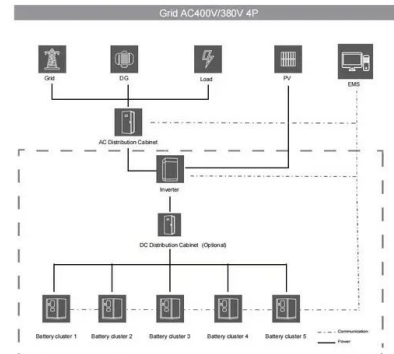 Grid AC400V/380V 4P
Grid
DG
Load
PV
EMS
AC Distribution Cabinet
Inverter
DC Distribution Cabinet (Optional)
Battery cluster 1
Battery cluster 2
Battery cluster 3
Battery cluster 4
Battery cluster 5
Communication
Power